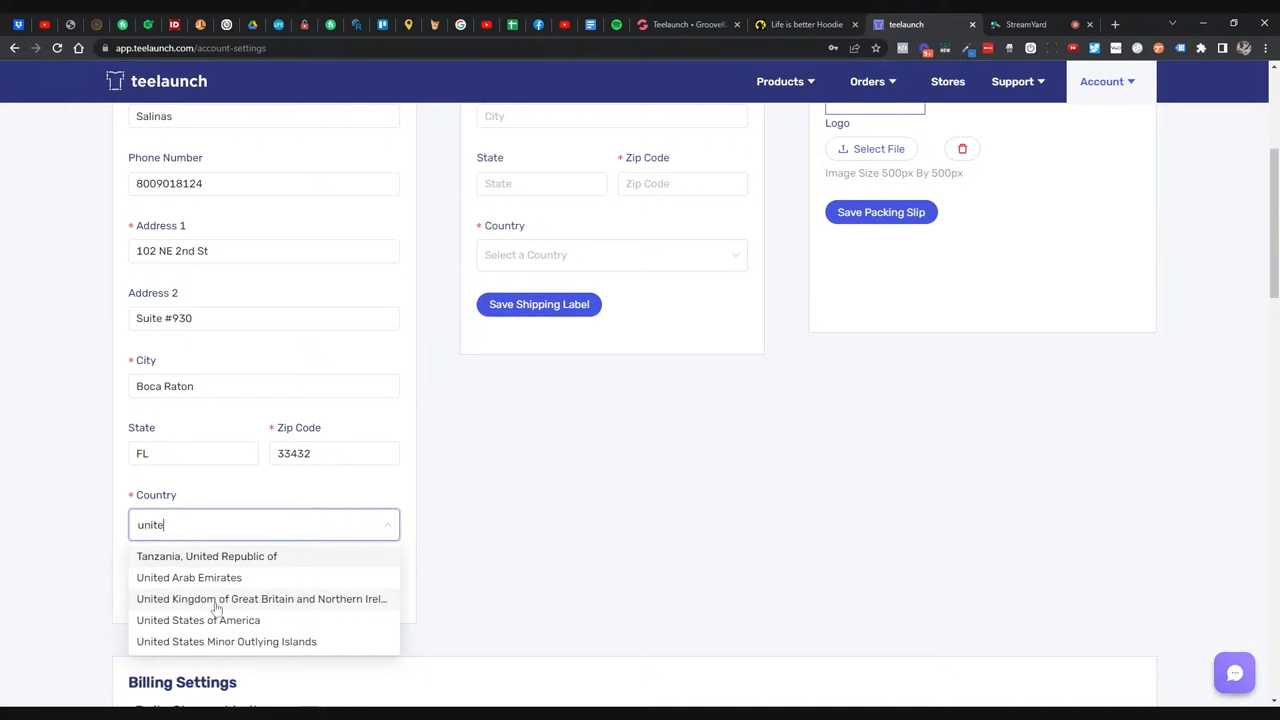 Teelaunch • GrooveK
Life is better Hoodie
teelaunch
StreamYard
app.teelaunch.com/account-settings
teelaunch
Products
Orders
Stores
Support
Account
Salinas
Phone Number
8009018124
* Address 1
102 NE 2nd St
Address 2
Suite #930
* City
Boca Raton
State
* Zip Code
FL
33432
* Country
unite
Tanzania, United Republic of
United Arab Emirates
United Kingdom of Great Britain and Northern Irel...
United States of America
United States Minor Outlying Islands
City
State
* Zip Code
State
Zip Code
* Country
Select a Country
Save Shipping Label
Logo
Select File
Image Size 500px By 500px
Save Packing Slip
Billing Settings